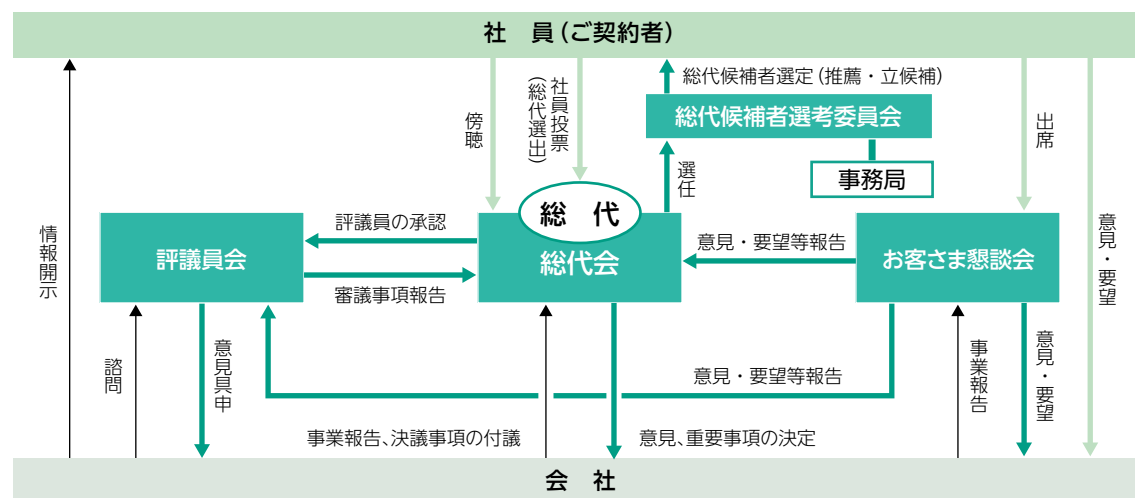 社 員（ご契約者）
総代候補者選定（推薦・立候補）
総代候補者選考委員会
事務局
傍聴
社員投票
（総代選出）
選任
出席
意見・要望
情報開示
総 代
総代会
評議員の承認
審議事項報告
評議員会
意見・要望等報告
お客さま懇談会
諮問
意見具申
意見・要望等報告
事業報告
意見・要望
事業報告、決議事項の付議
意見、重要事項の決定
会 社